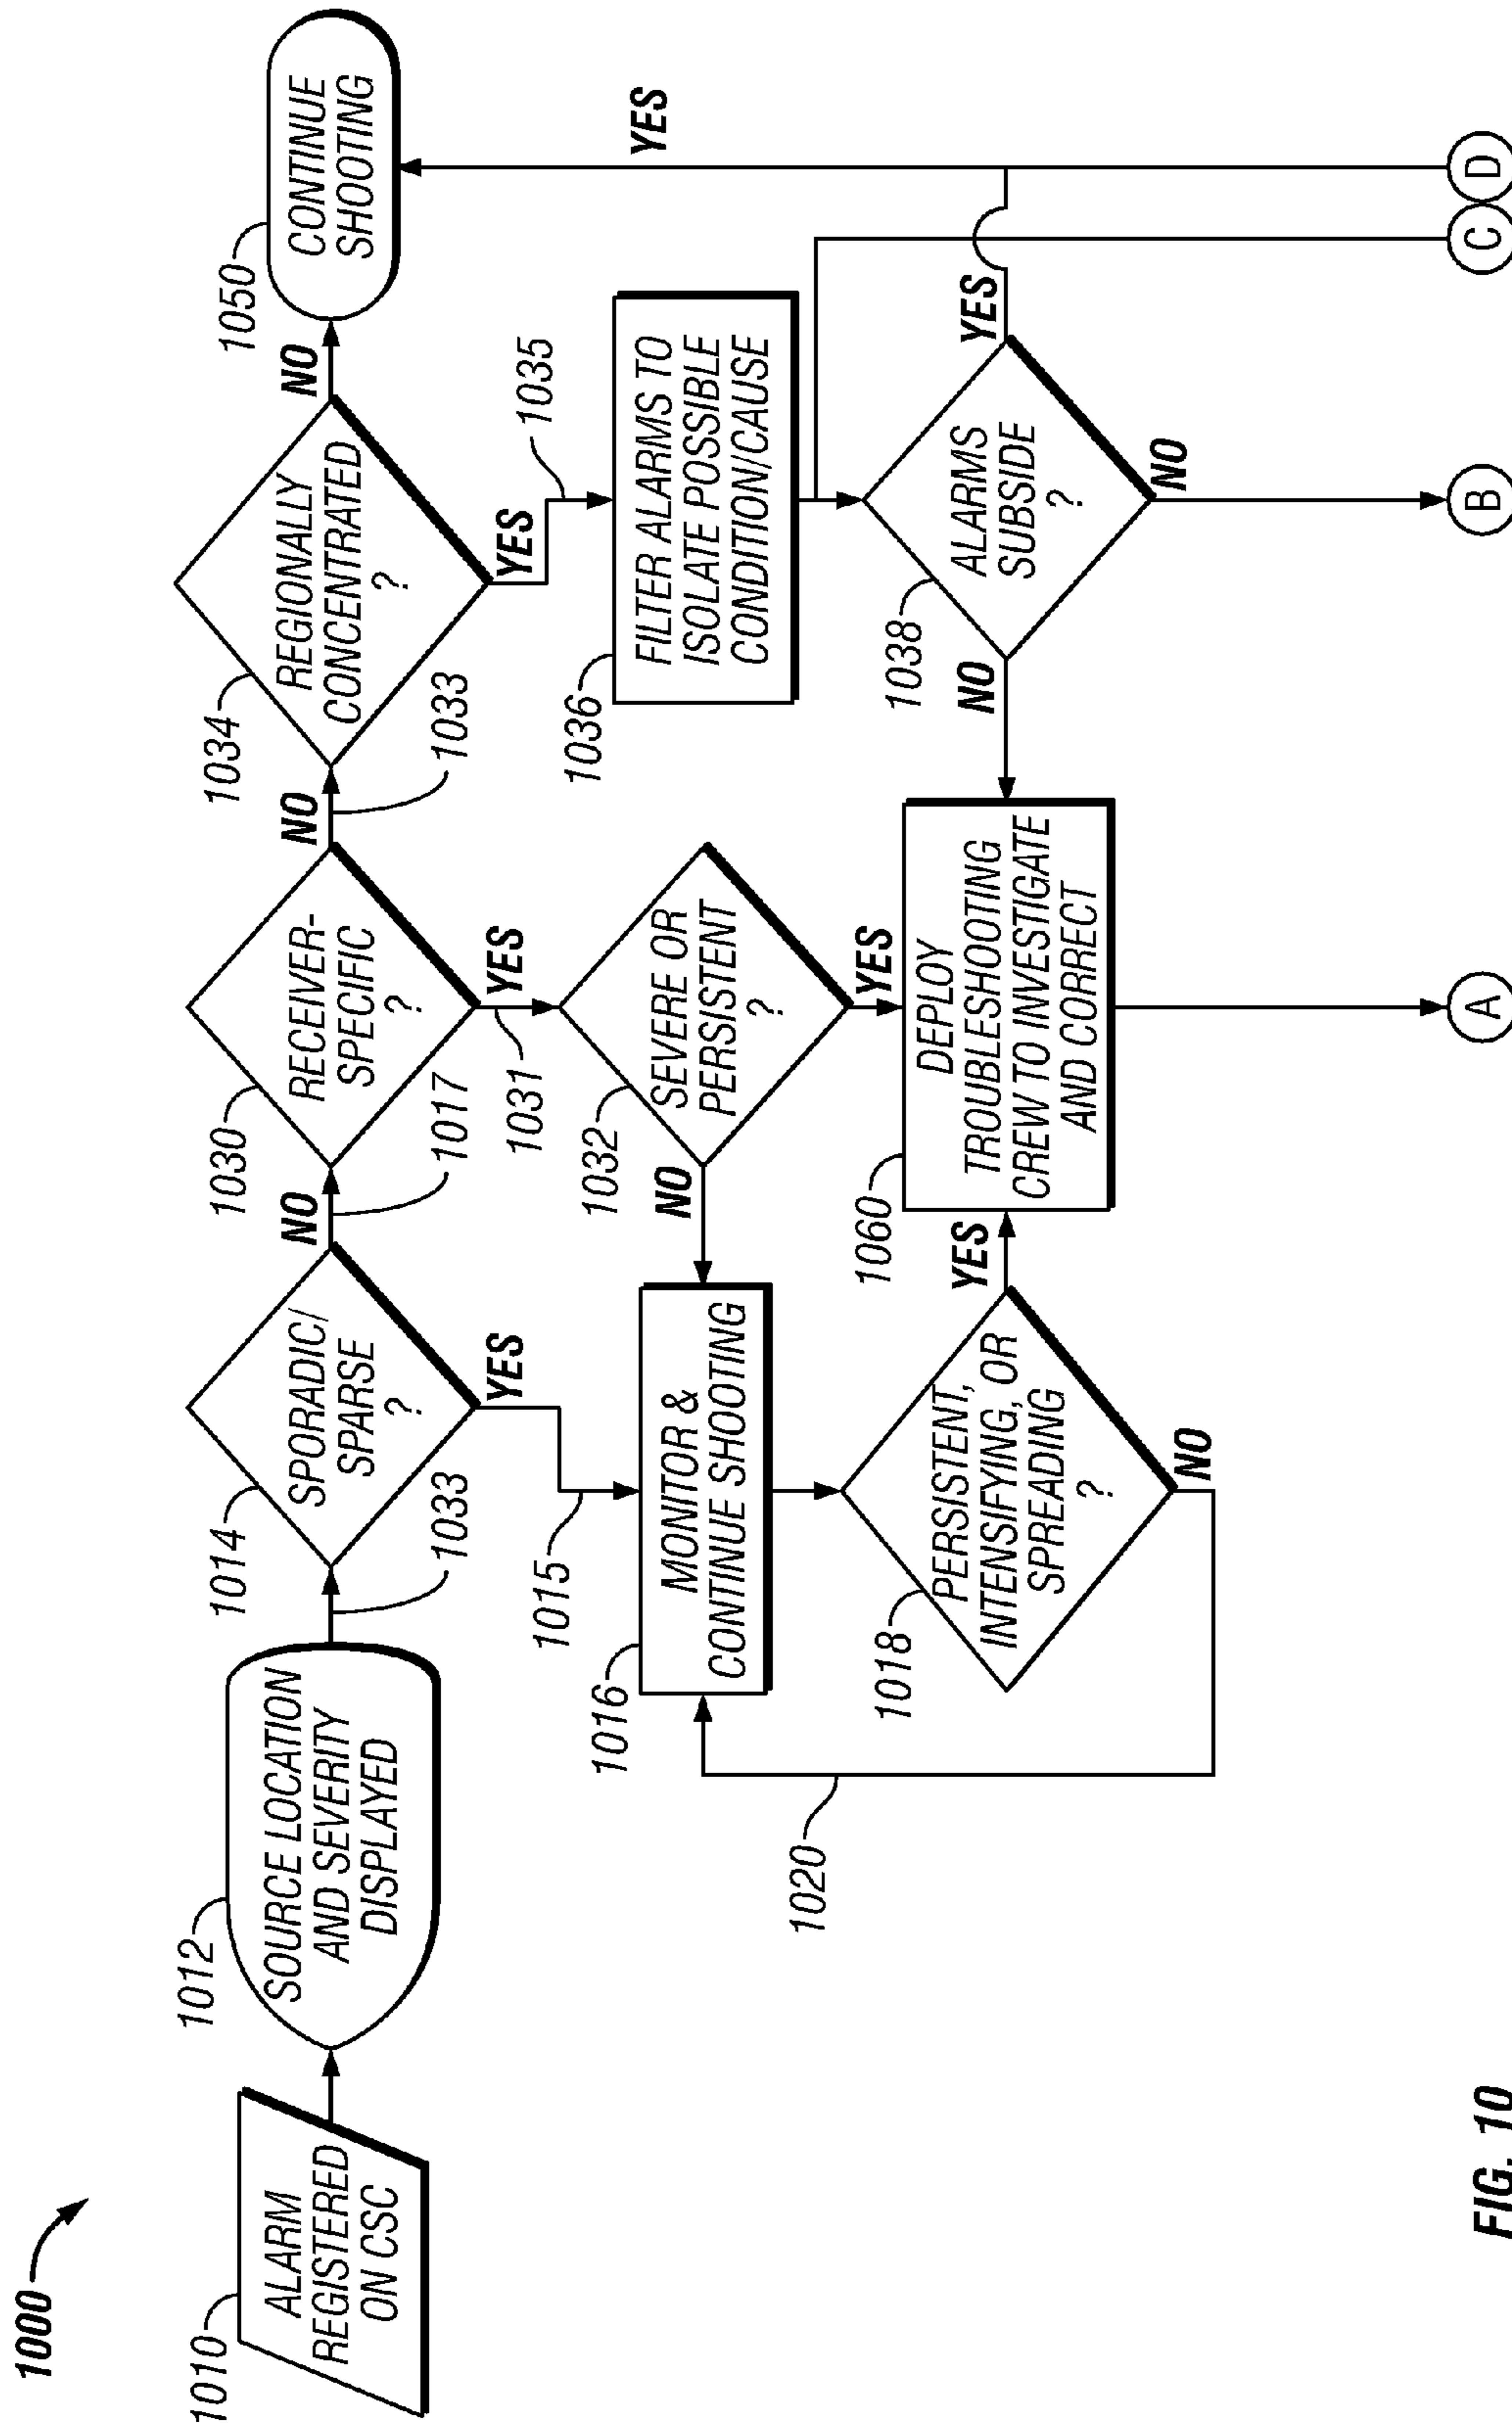 1000
1010
ALARM
REGISTERED
ON CSC
1012
SOURCE LOCATION
AND SEVERITY
DISPLAYED
1033
1014
SPORADIC/
SPARSE
?
NO
1017
YES
1015
1030
RECEIVER-
SPECIFIC
?
NO
1033
YES
1031
1034
REGIONALLY
CONCENTRATED
?
NO
YES
1035
1050
CONTINUE
SHOOTING
1016
MONITOR &
CONTINUE SHOOTING
1032
SEVERE OR
PERSISTENT
?
NO
YES
1036
FILTER ALARMS TO
ISOLATE POSSIBLE
CONDITION/CAUSE
YES
1020
1018
PERSISTENT,
INTENSIFYING, OR
SPREADING
?
YES
NO
1060
DEPLOY
TROUBLESHOOTING
CREW TO INVESTIGATE
AND CORRECT
1038
ALARMS
SUBSIDE
?
NO
YES
NO
A
B
C
D
FIG. 10